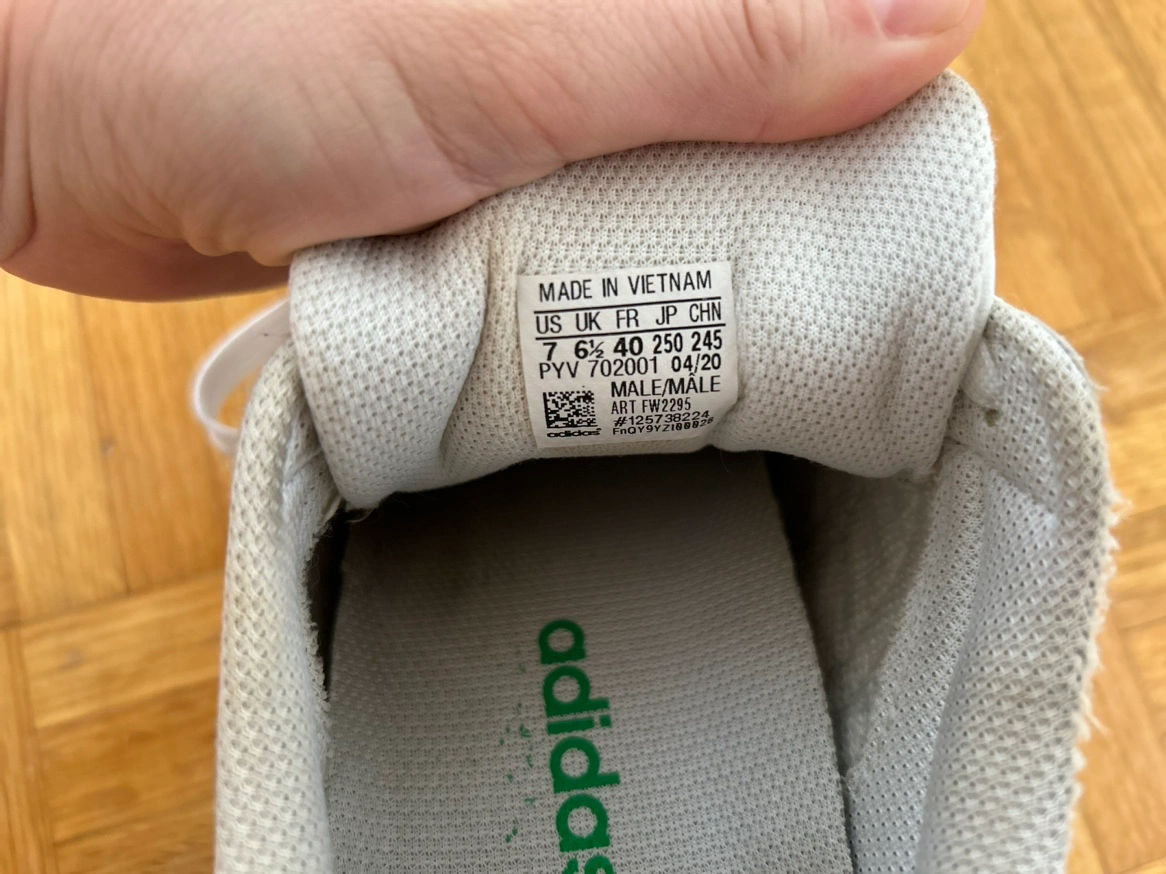 MADE IN VIETNAM
US UK FR JP CHN
7 6½ 40 250 245
PYV 702001 04/20
MALE/MÂLE
ART FW2295
#125738224
FnQY9YZ100026
adidas
adidas